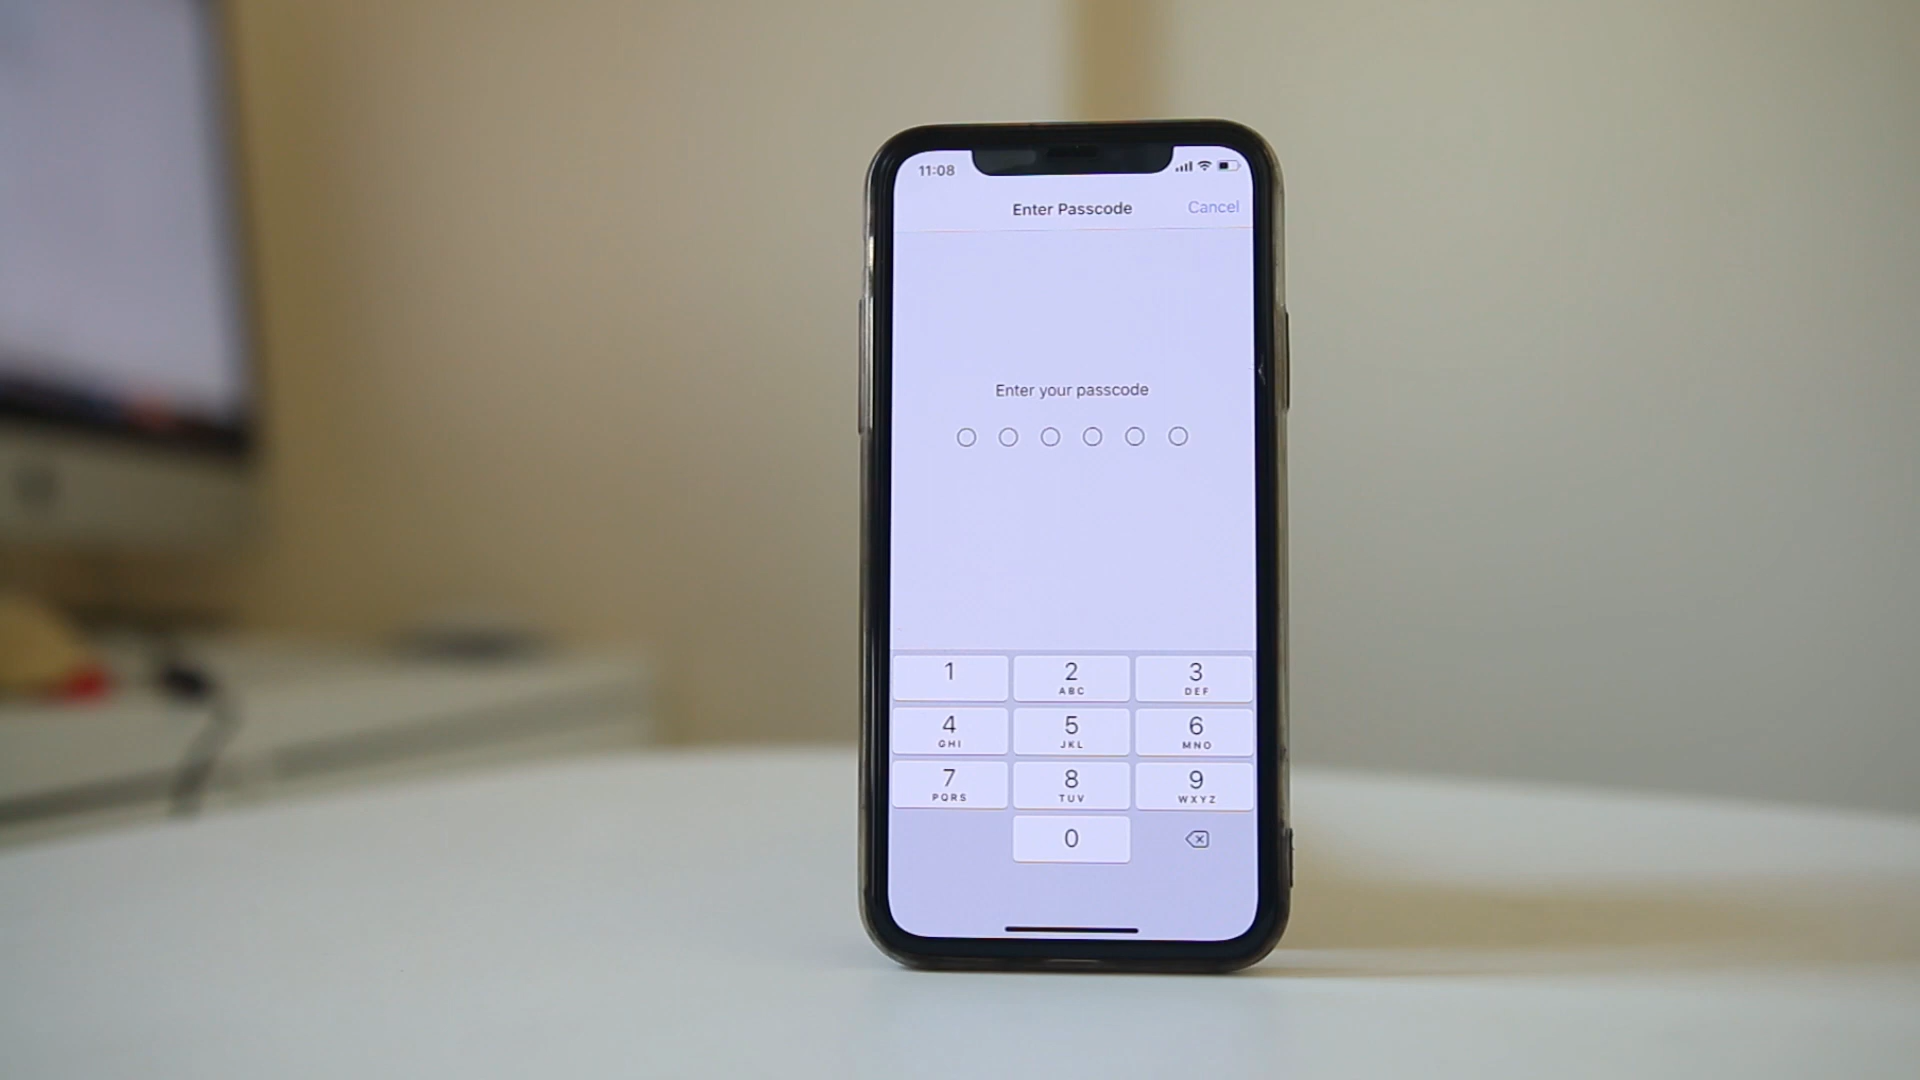 11:08
Enter Passcode
Cancel
Enter your passcode
1
2
ABC
3
DEF
4
GHI
5
JKL
6
MNO
7
PQRS
8
TUV
9
WXYZ
0